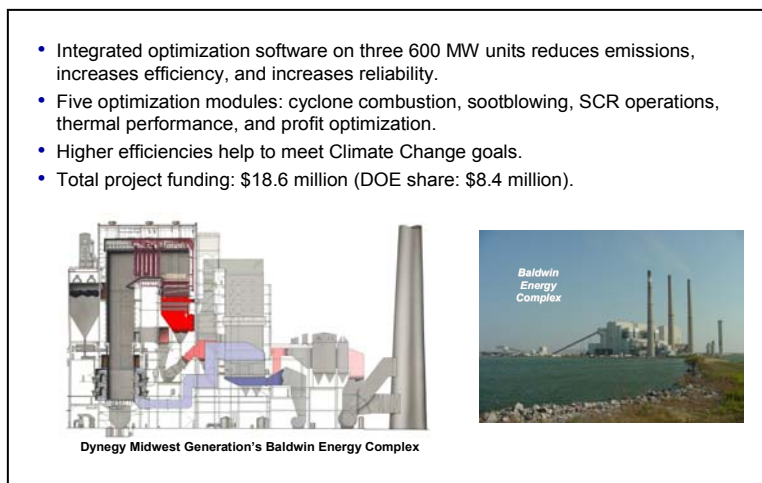 • Integrated optimization software on three 600 MW units reduces emissions,
increases efficiency, and increases reliability.
• Five optimization modules: cyclone combustion, sootblowing, SCR operations,
thermal performance, and profit optimization.
• Higher efficiencies help to meet Climate Change goals.
• Total project funding: $18.6 million (DOE share: $8.4 million).
Baldwin
Energy
Complex
Dynegy Midwest Generation's Baldwin Energy Complex